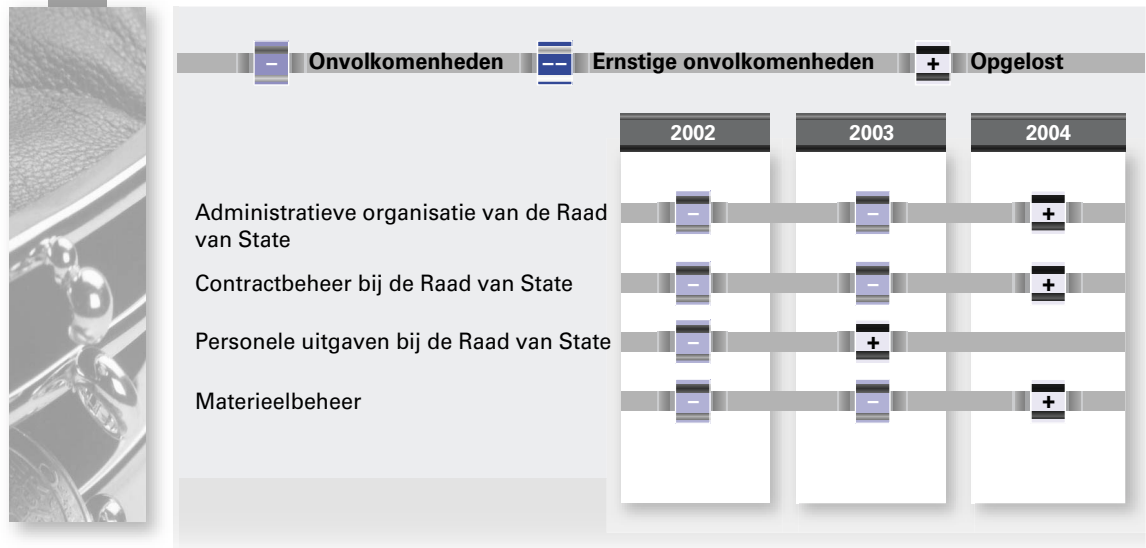 – Onvolkomenheden –– Ernstige onvolkomenheden + Opgelost
2002 2003 2004
Administratieve organisatie van de Raad – – +
van State
Contractbeheer bij de Raad van State – – +
Personele uitgaven bij de Raad van State – +
Materieelbeheer – – +